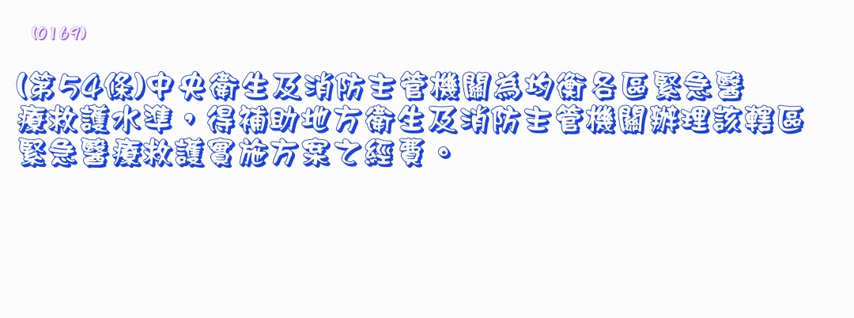 (0169)
(第54條)中央衛生及消防主管機關為均衡各區緊急醫
療救護水準，得補助地方衛生及消防主管機關辦理該轄區
緊急醫療救護實施方案之經費。